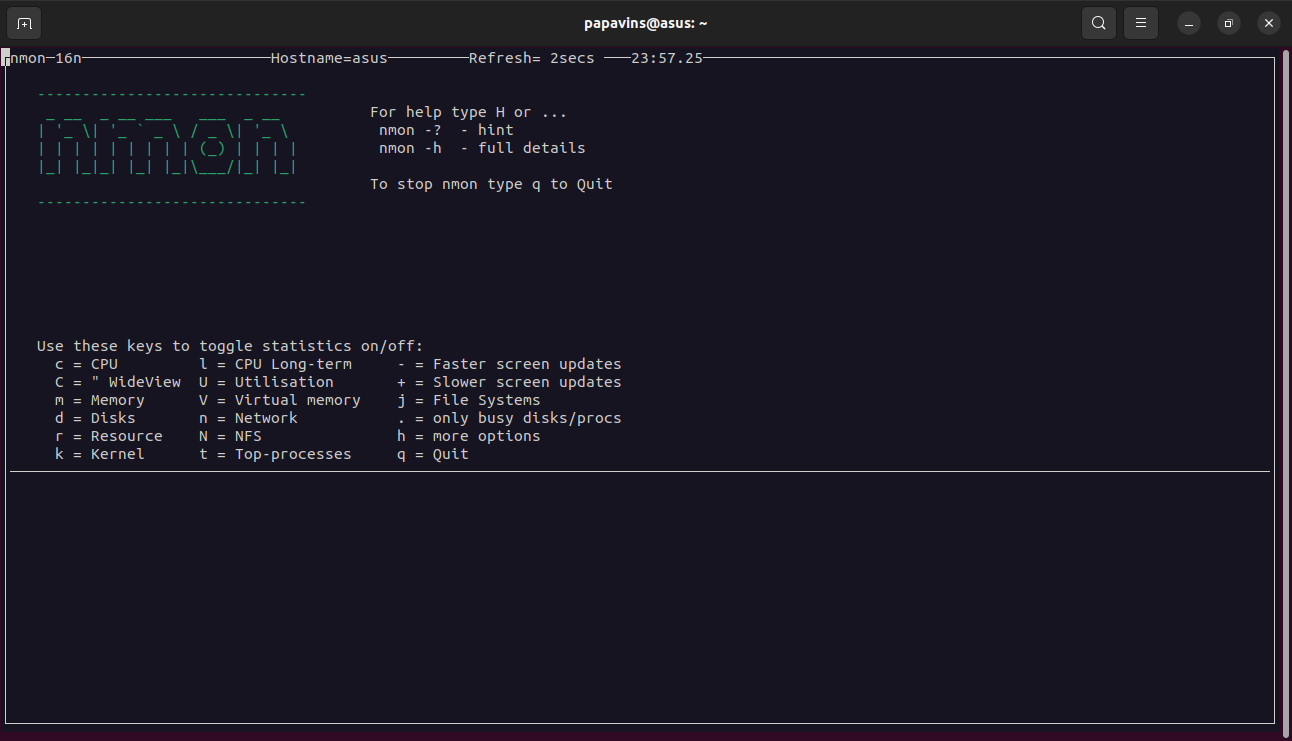 papavins@asus: ~
nmon─16n─────────────────────Hostname=asus─────────Refresh= 2secs ───23:57.25─
------------------------------
 _ __   _ __ ___   ___  _ __       For help type H or ...
| '_ \| '_ ` _ \ / _ \| '_ \        nmon -?  - hint
| | | | | | | | | (_) | | | |       nmon -h  - full details
|_| |_|_| |_| |_|\___/|_| |_|
To stop nmon type q to Quit
------------------------------
Use these keys to toggle statistics on/off:
c = CPU         l = CPU Long-term     - = Faster screen updates
C = " WideView  U = Utilisation       + = Slower screen updates
m = Memory      V = Virtual memory    j = File Systems
d = Disks       n = Network           . = only busy disks/procs
r = Resource    N = NFS               h = more options
k = Kernel      t = Top-processes     q = Quit